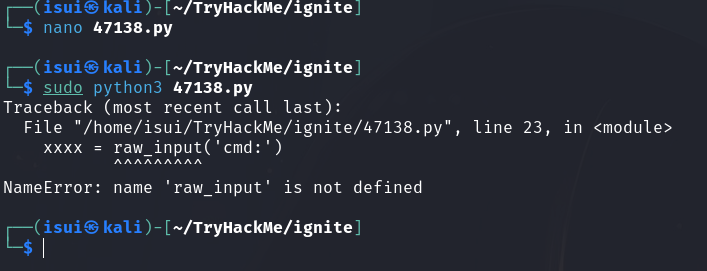 ┌──(isui㉿kali)-[~/TryHackMe/ignite]
└─$ nano 47138.py
┌──(isui㉿kali)-[~/TryHackMe/ignite]
└─$ sudo python3 47138.py
Traceback (most recent call last):
  File "/home/isui/TryHackMe/ignite/47138.py", line 23, in <module>
    xxxx = raw_input('cmd:')
           ^^^^^^^^^
NameError: name 'raw_input' is not defined
┌──(isui㉿kali)-[~/TryHackMe/ignite]
└─$